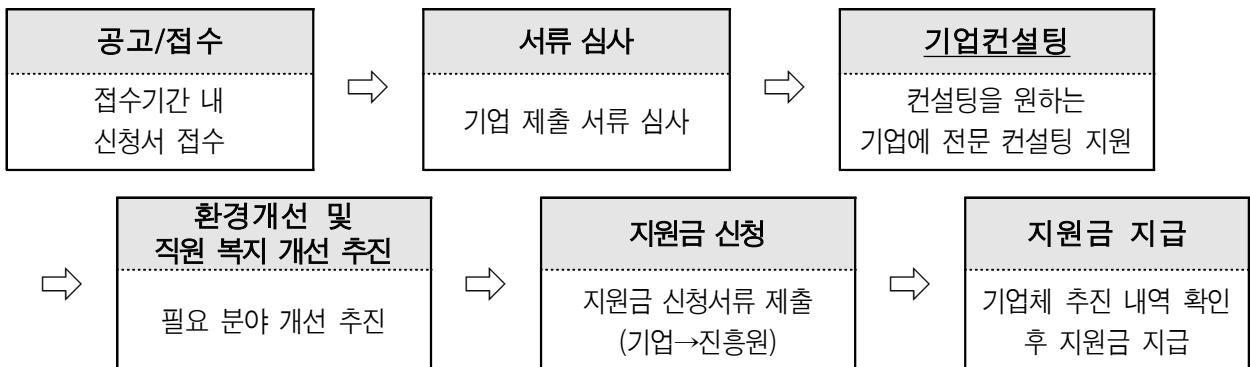 공고/접수
접수기간 내
신청서 접수
⇨
서류 심사
기업 제출 서류 심사
⇨
기업컨설팅
컨설팅을 원하는
기업에 전문 컨설팅 지원
⇨
환경개선 및
직원 복지 개선 추진
필요 분야 개선 추진
⇨
지원금 신청
지원금 신청서류 제출
(기업→진흥원)
⇨
지원금 지급
기업체 추진 내역 확인
후 지원금 지급